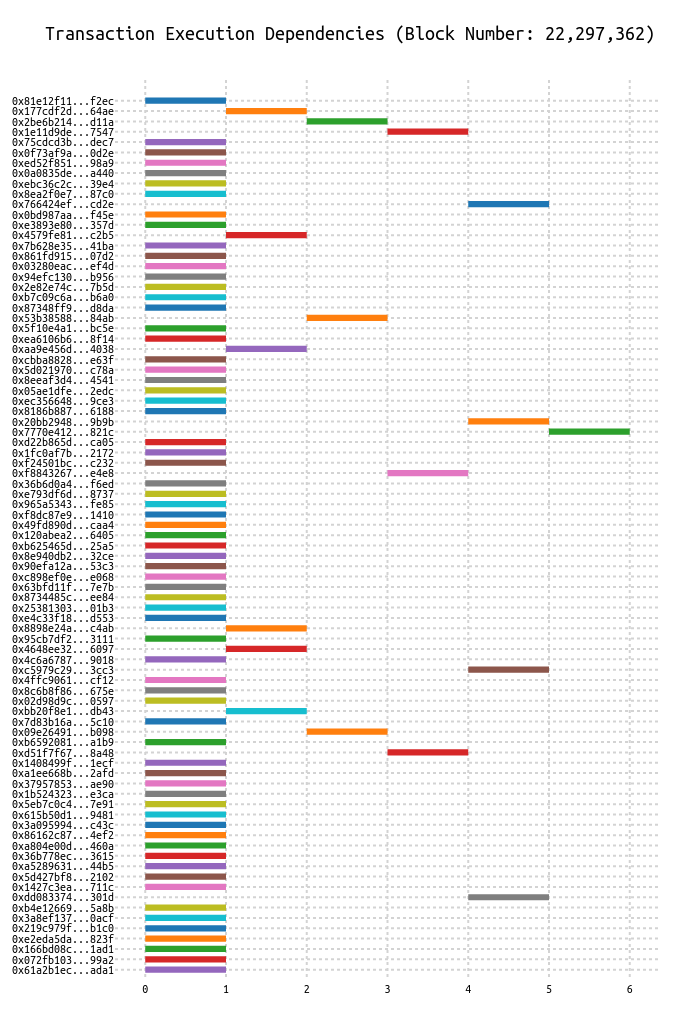 Transaction Execution Dependencies (Block Number: 22,297,362)
0x81e12f11...f2ec
0x177cdf2d...64ae
0x2be6b214...d11a
0x1e11d9de...7547
0x75cdcd3b...dec7
0x0f73af9a...0d2e
0xed52f851...98a9
0x0a0835de...a440
0xebc36c2c...39e4
0x8ea2f0e7...87c0
0x766424ef...cd2e
0x0bd987aa...f45e
0xe3893e80...357d
0x4579fe81...c2b5
0x7b628e35...41ba
0x861fd915...07d2
0x03280eac...ef4d
0x94efc130...b956
0x2e82e74c...7b5d
0xb7c09c6a...b6a0
0x87348ff9...d8da
0x53b38588...84ab
0x5f10e4a1...bc5e
0xea6106b6...8f14
0xaa9e456d...4038
0xcbba8828...e63f
0x5d021970...c78a
0x8eeaf3d4...4541
0x05ae1dfe...2edc
0xec356648...9ce3
0x8186b887...6188
0x20bb2948...9b9b
0x7770e412...821c
0xd22b865d...ca05
0x1fc0af7b...2172
0xf24501bc...c232
0xf8843267...e4e8
0x36b6d0a4...f6ed
0xe793df6d...8737
0x965a5343...fe85
0xf8dc87e9...1410
0x49fd890d...caa4
0x120abea2...6405
0xb625465d...25a5
0x8e940db2...32ce
0x90efa12a...53c3
0xc898ef0e...e068
0x63bfd11f...7e7b
0x8734485c...ee84
0x25381303...01b3
0xe4c33f18...d553
0x8898e24a...c4ab
0x95cb7df2...3111
0x4648ee32...6097
0x4c6a6787...9018
0xc5979c29...3cc3
0x4ffc9061...cf12
0x8c6b8f86...675e
0x02d98d9c...0597
0xbb20f8e1...db43
0x7d83b16a...5c10
0x09e26491...b098
0xb6592081...a1b9
0xd51f7f67...8a48
0x1408499f...1ecf
0xa1ee668b...2afd
0x37957853...ae90
0x1b524323...e3ca
0x5eb7c0c4...7e91
0x615b50d1...9481
0x3a095994...c43c
0x86162c87...4ef2
0xa804e00d...460a
0x36b778ec...3615
0xa5289631...44b5
0x5d427bf8...2102
0x1427c3ea...711c
0xdd083374...301d
0xb4e12669...5a8b
0x3a8ef137...0acf
0x219c979f...b1c0
0xe2eda5da...823f
0x166bd08c...1ad1
0x072fb103...99a2
0x61a2b1ec...ada1
0 1 2 3 4 5 6